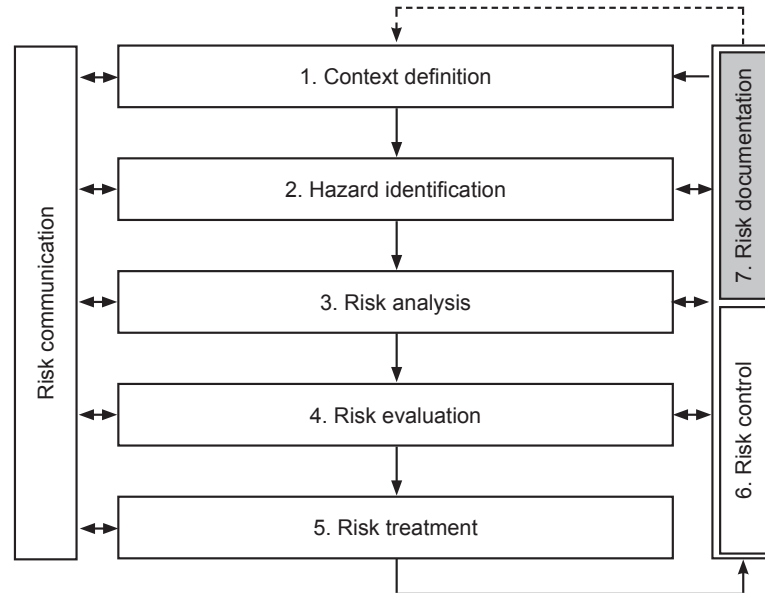 Risk communication
1. Context definition
2. Hazard identification
3. Risk analysis
4. Risk evaluation
5. Risk treatment
7. Risk documentation
6. Risk control